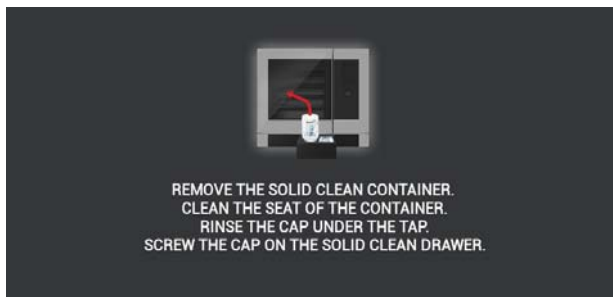 REMOVE THE SOLID CLEAN CONTAINER.
CLEAN THE SEAT OF THE CONTAINER.
RINSE THE CAP UNDER THE TAP.
SCREW THE CAP ON THE SOLID CLEAN DRAWER.